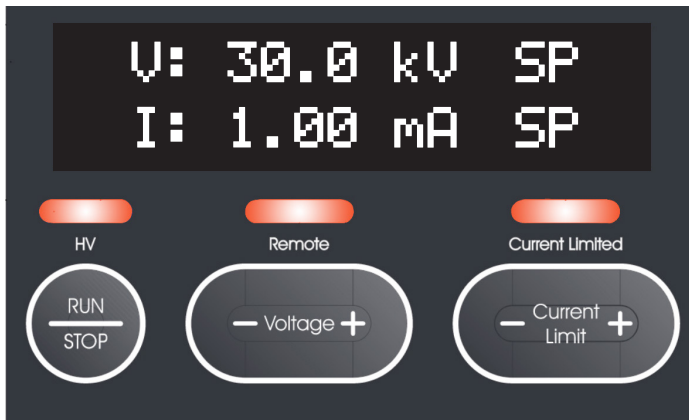 V: 30.0 kV SP
I: 1.00 mA SP
HV Remote Current Limited
RUN
STOP
− Voltage +
− Current Limit +